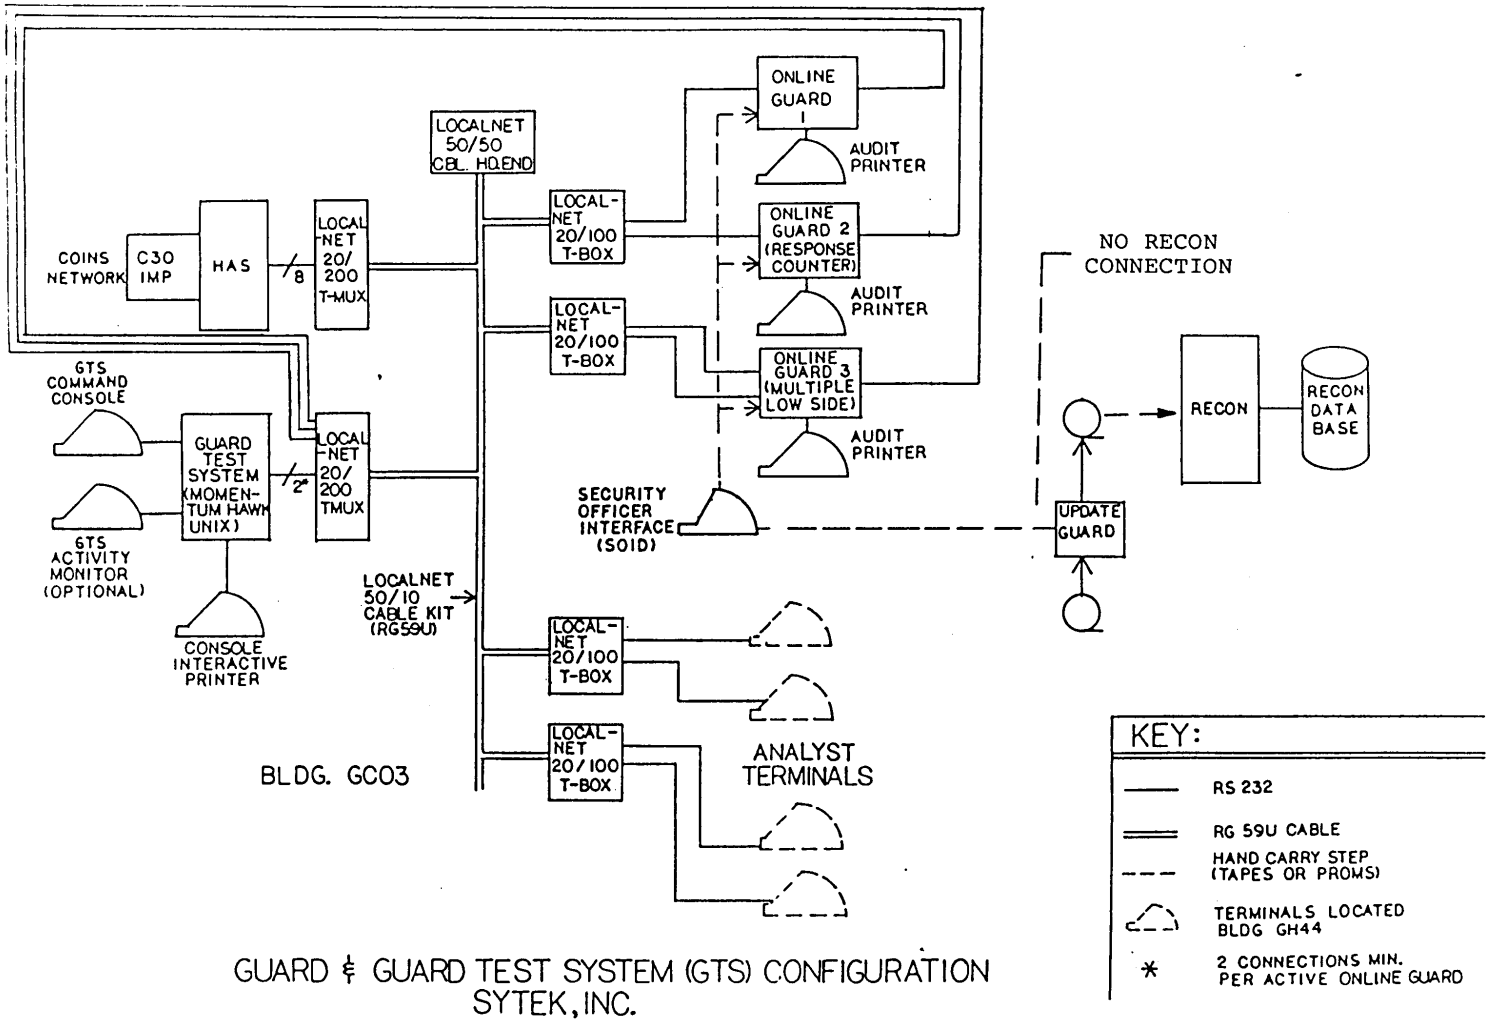 LOCALNET
50/50
CBL. HD.END
ONLINE
GUARD
AUDIT
PRINTER
LOCAL-
NET
20/100
T-BOX
ONLINE
GUARD 2
(RESPONSE
COUNTER)
AUDIT
PRINTER
COINS
NETWORK
C30
IMP
HAS
8
LOCAL
-NET
20/
200
T-MUX
LOCAL-
NET
20/100
T-BOX
ONLINE
GUARD 3
(MULTIPLE
LOW SIDE)
AUDIT
PRINTER
NO RECON
CONNECTION
RECON
RECON
DATA
BASE
UPDATE
GUARD
SECURITY
OFFICER
INTERFACE
(SOID)
GTS
COMMAND
CONSOLE
GUARD
TEST
SYSTEM
(MOMEN-
TUM HAWK
UNIX)
2*
LOCAL
-NET
20/
200
TMUX
GTS
ACTIVITY
MONITOR
(OPTIONAL)
CONSOLE
INTERACTIVE
PRINTER
LOCALNET
50/10
CABLE KIT
(RG59U)
LOCAL-
NET
20/100
T-BOX
LOCAL-
NET
20/100
T-BOX
ANALYST
TERMINALS
BLDG. GC03
KEY:
RS 232
RG 59U CABLE
HAND CARRY STEP
(TAPES OR PROMS)
TERMINALS LOCATED
BLDG GH44
* 2 CONNECTIONS MIN.
PER ACTIVE ONLINE GUARD
GUARD & GUARD TEST SYSTEM (GTS) CONFIGURATION
SYTEK, INC.